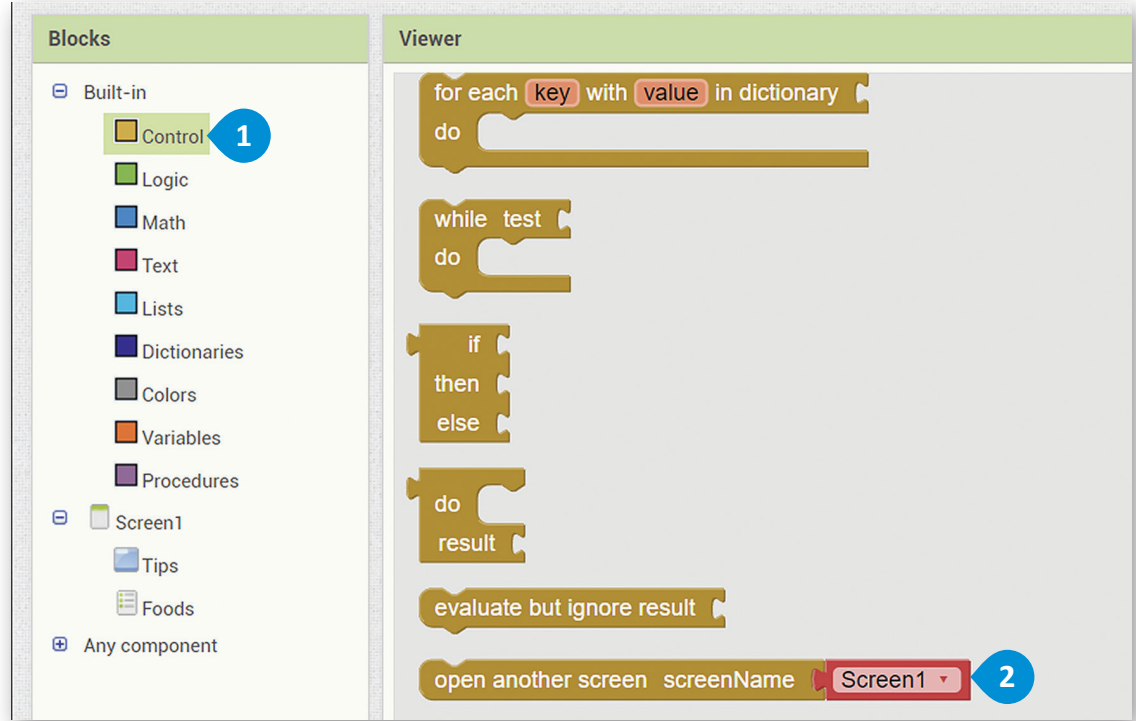 Blocks
Viewer
Built-in
Control
1
Logic
Math
Text
Lists
Dictionaries
Colors
Variables
Procedures
Screen1
Tips
Foods
Any component
for each key with value in dictionary
do
while test
do
if
then
else
do
result
evaluate but ignore result
open another screen screenName Screen1
2